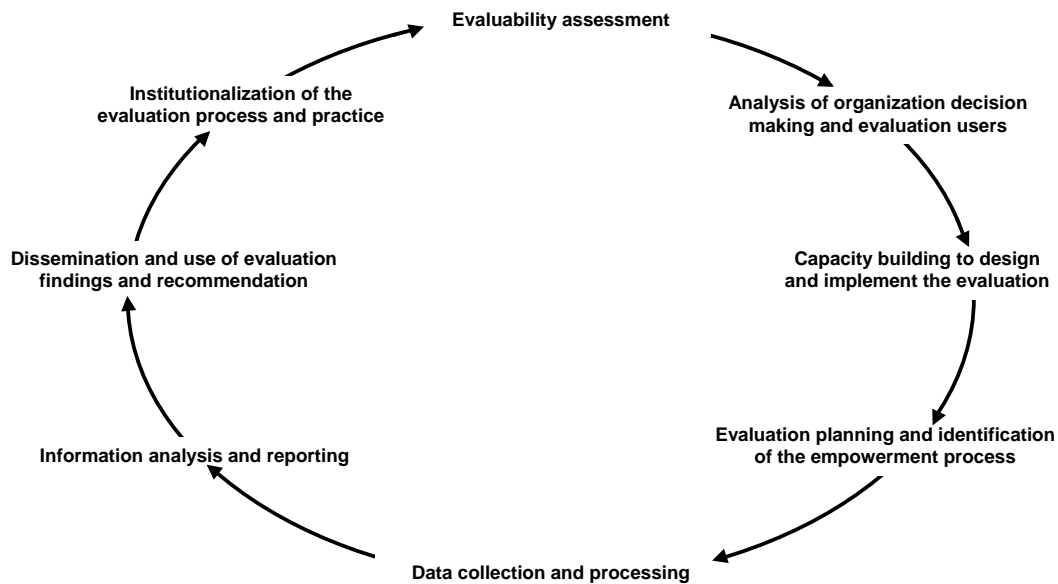 Evaluability assessment
Analysis of organization decision
making and evaluation users
Capacity building to design
and implement the evaluation
Evaluation planning and identification
of the empowerment process
Data collection and processing
Information analysis and reporting
Dissemination and use of evaluation
findings and recommendation
Institutionalization of the
evaluation process and practice